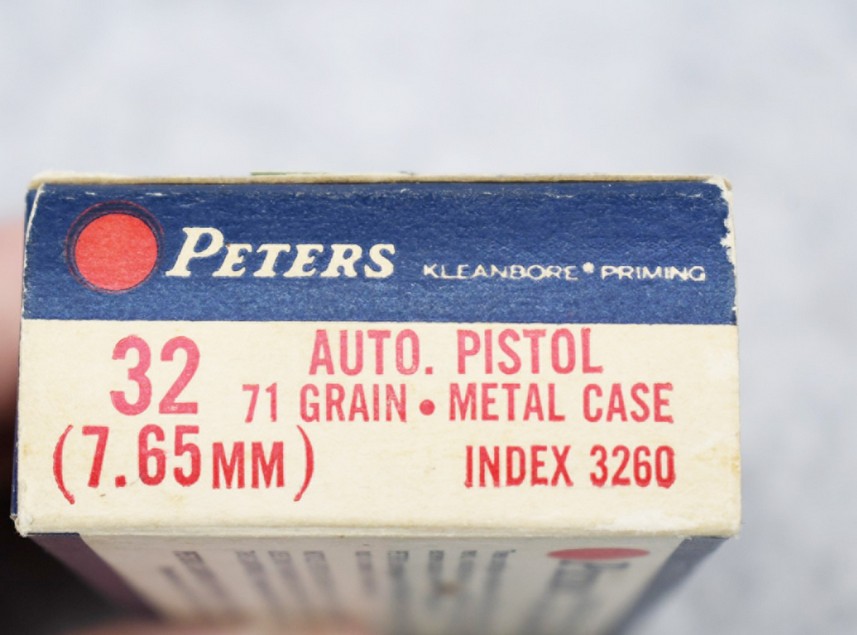 PETERS KLEANBORE® PRIMING
32 AUTO. PISTOL
71 GRAIN • METAL CASE
(7.65MM) INDEX 3260